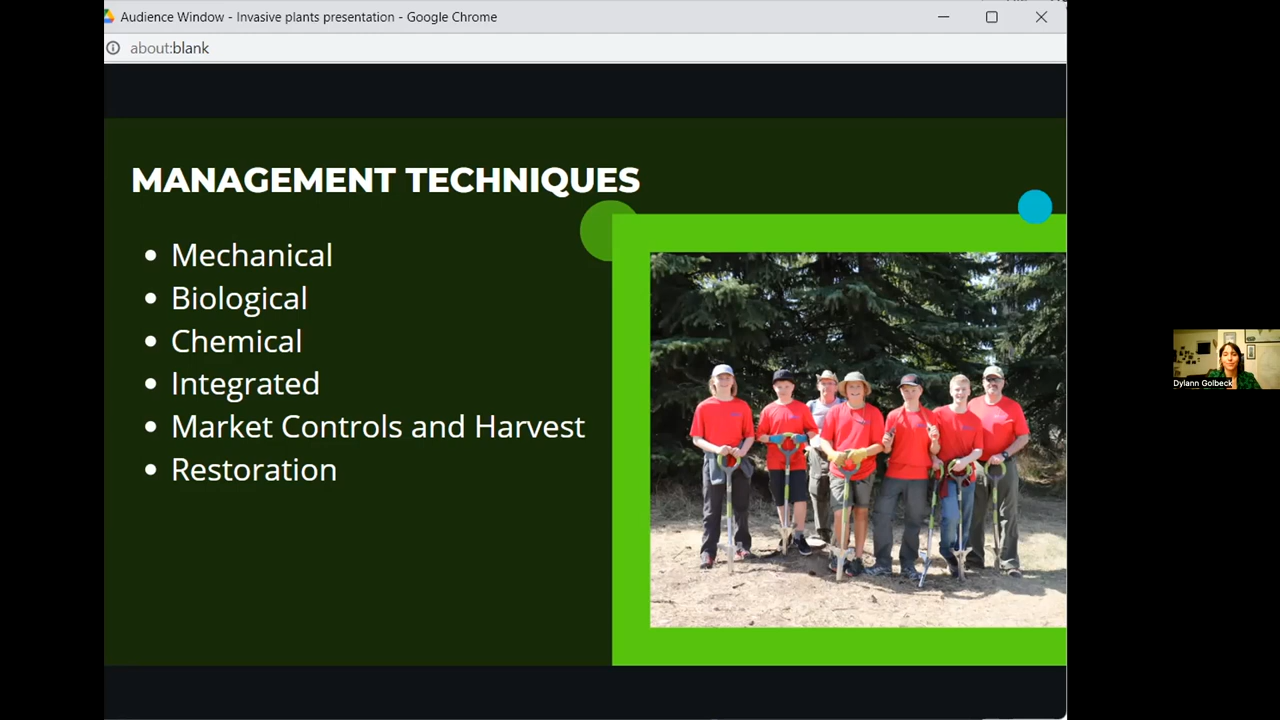 Audience Window - Invasive plants presentation - Google Chrome
about:blank
MANAGEMENT TECHNIQUES
Mechanical
Biological
Chemical
Integrated
Market Controls and Harvest
Restoration
Dylann Golbeck